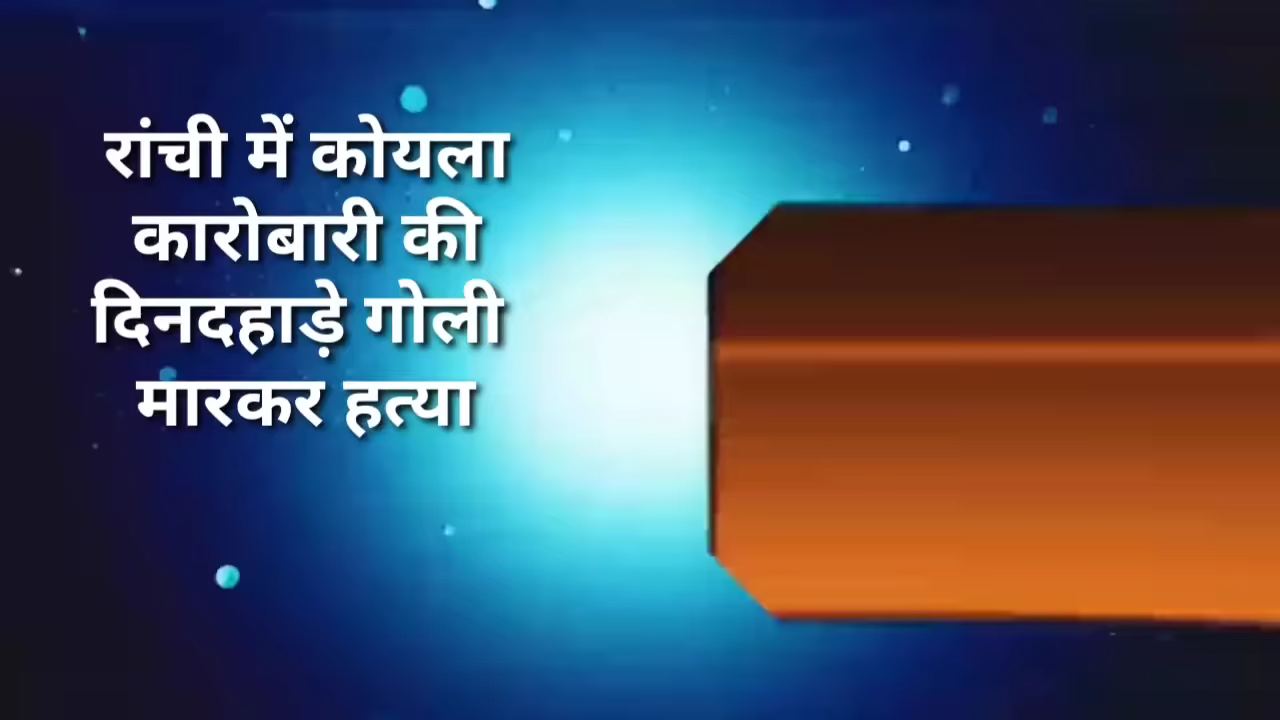 रांची में कोयला
कारोबारी की
दिनदहाड़े गोली
मारकर हत्या